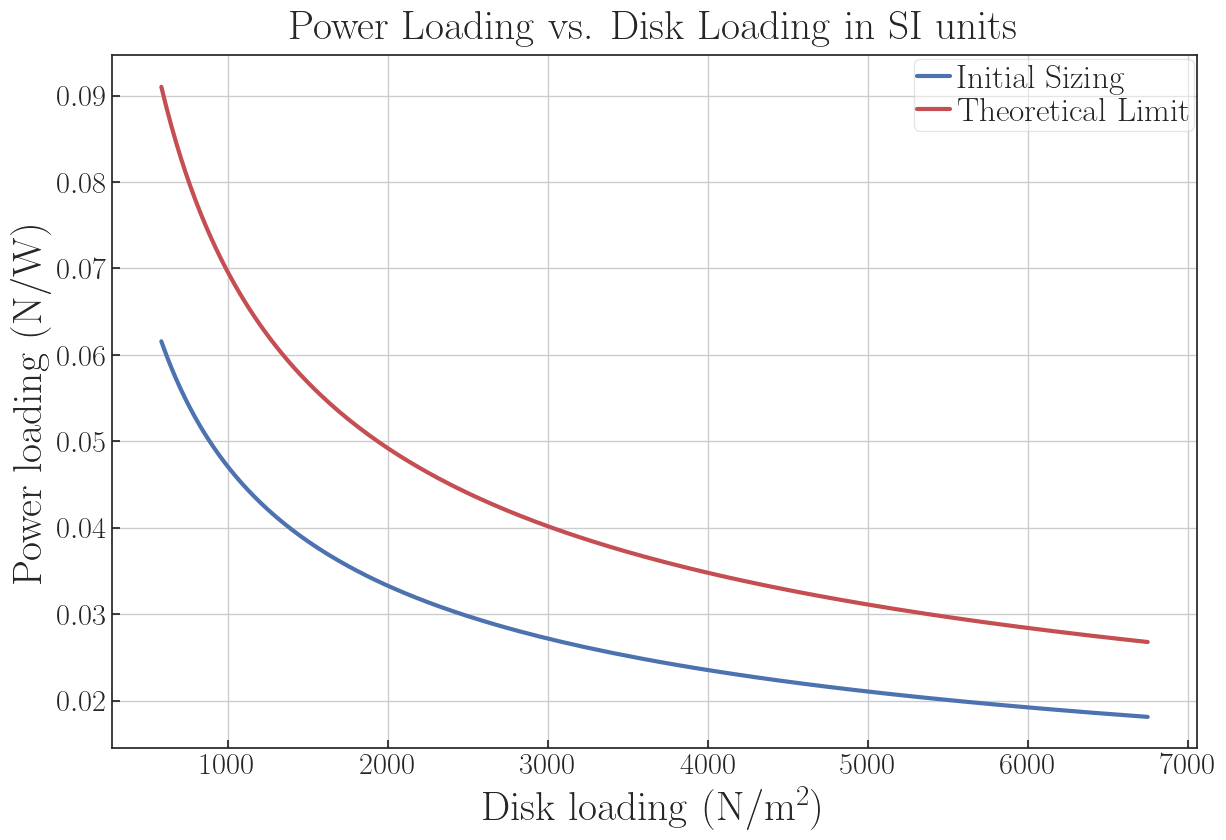 Power Loading vs. Disk Loading in SI units
Initial Sizing
Theoretical Limit
Power loading (N/W)
0.09
0.08
0.07
0.06
0.05
0.04
0.03
0.02
1000 2000 3000 4000 5000 6000 7000
Disk loading (N/m²)